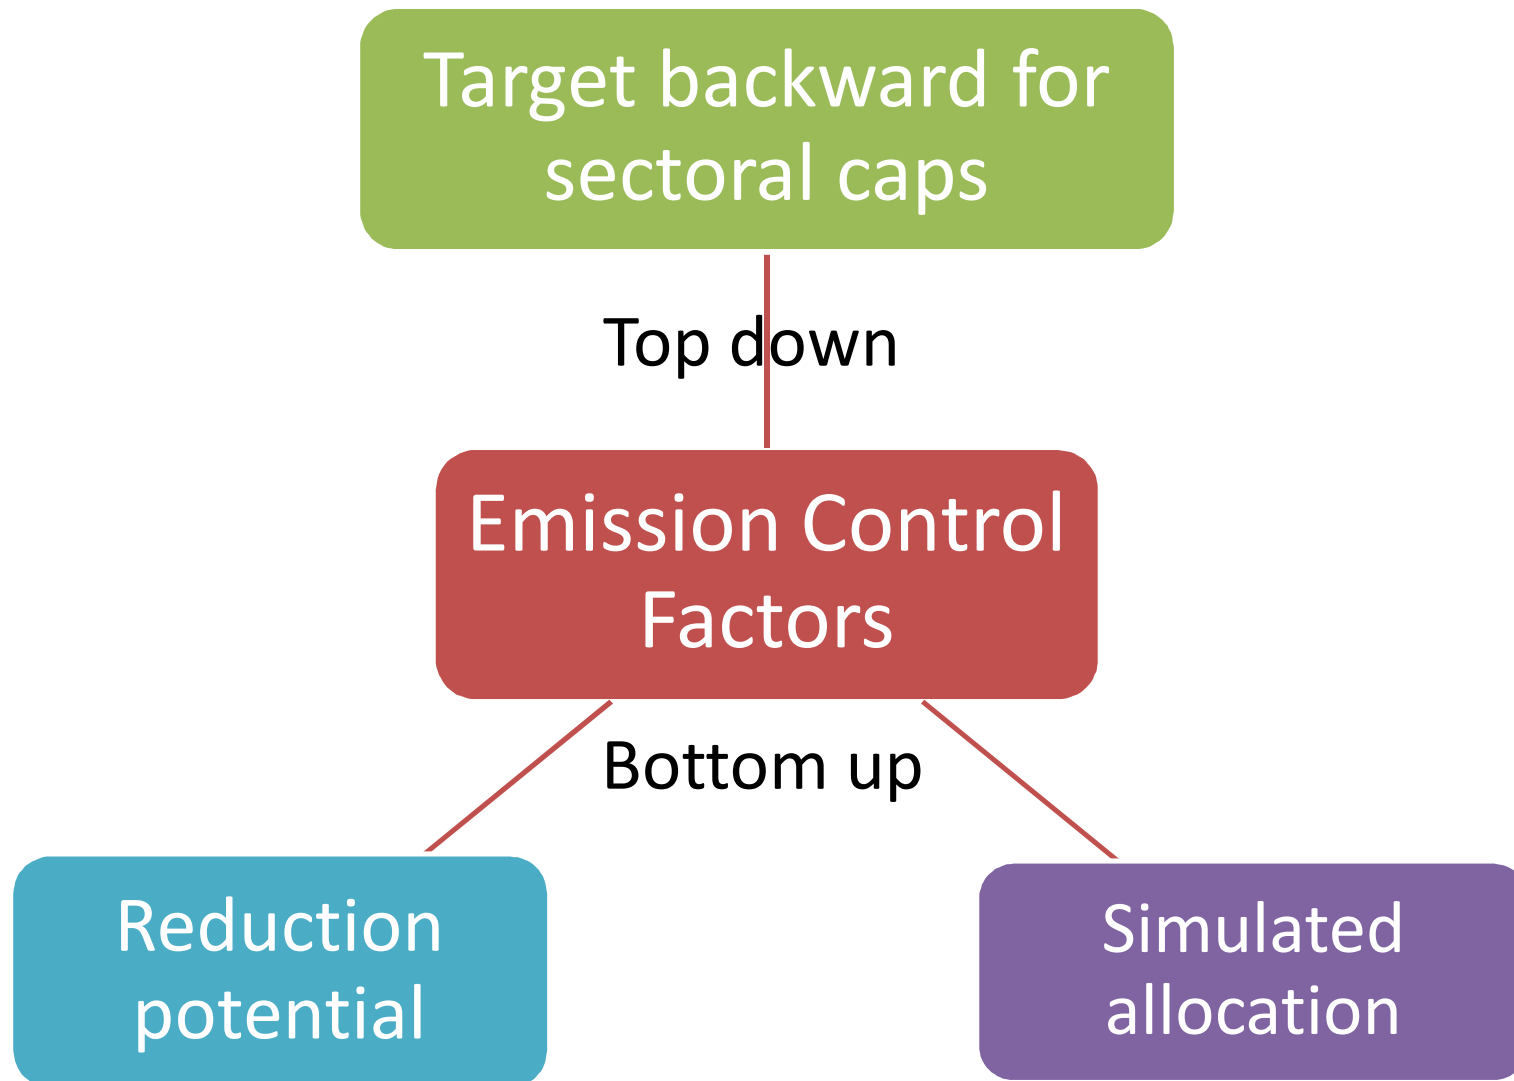 Target backward for
sectoral caps
Top down
Emission Control
Factors
Bottom up
Reduction
potential
Simulated
allocation